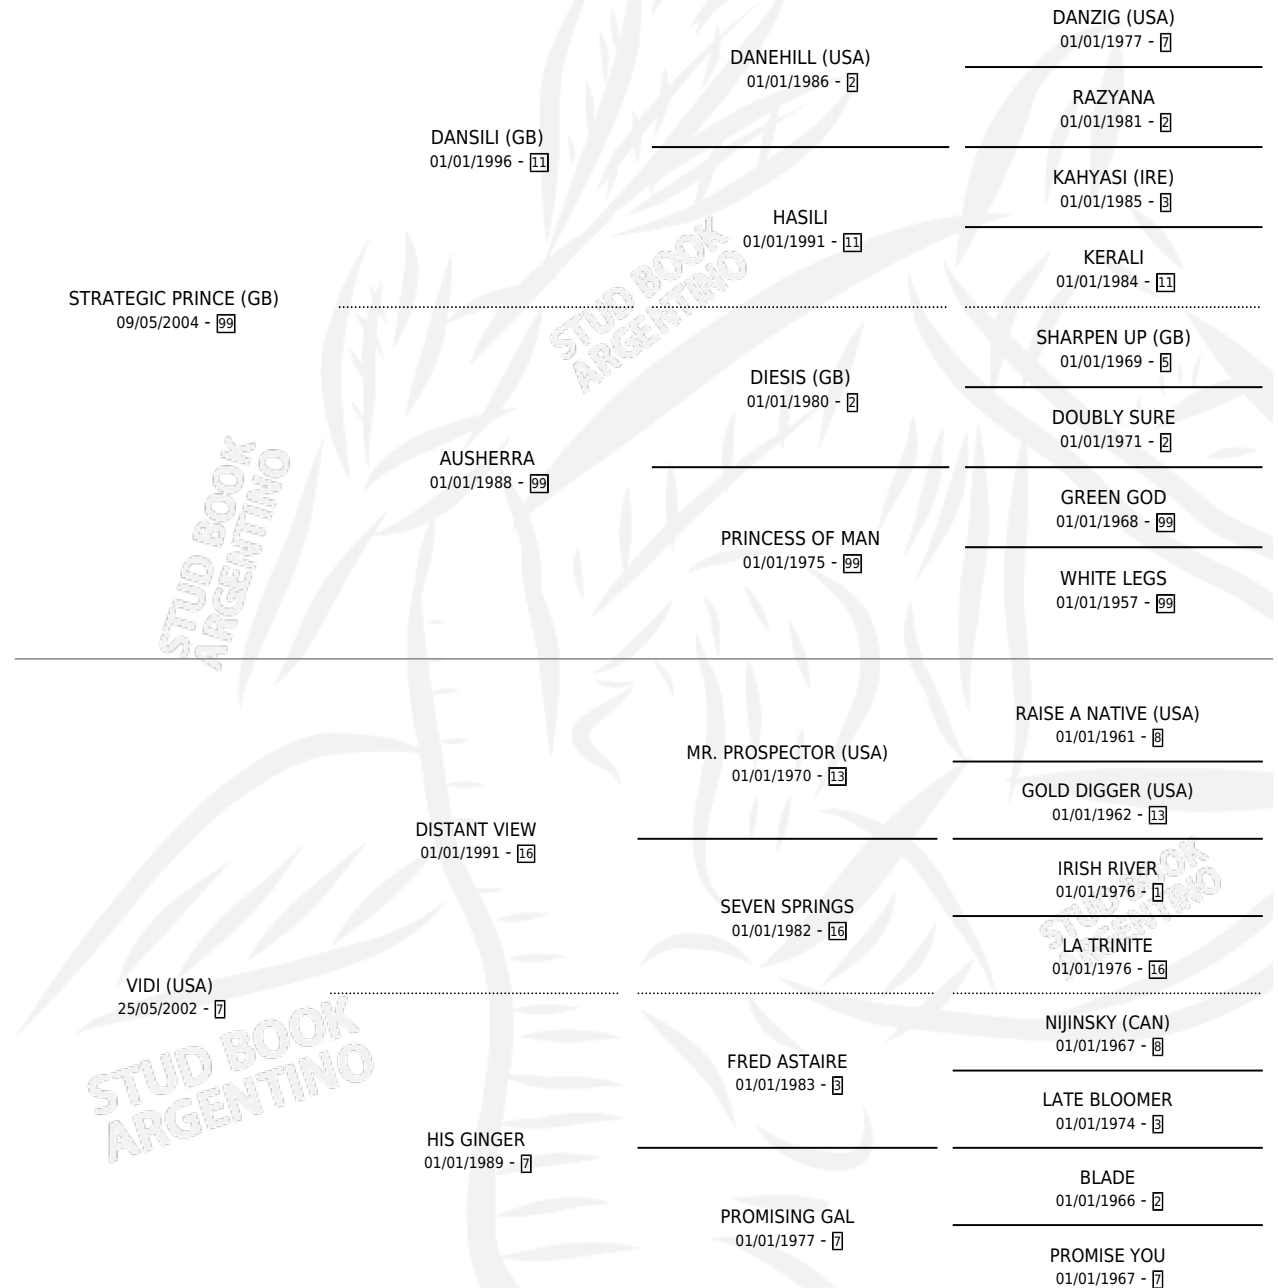 DANZIG (USA)
01/01/1977 - 7
DANEHILL (USA)
01/01/1986 - 2
RAZYANA
01/01/1981 - 2
DANSILI (GB)
01/01/1996 - 11
KAHYASI (IRE)
01/01/1985 - 3
HASILI
01/01/1991 - 11
KERALI
01/01/1984 - 11
STRATEGIC PRINCE (GB)
09/05/2004 - 99
SHARPEN UP (GB)
01/01/1969 - 5
DIESIS (GB)
01/01/1980 - 2
DOUBLY SURE
01/01/1971 - 2
AUSHERRA
01/01/1988 - 99
GREEN GOD
01/01/1968 - 99
PRINCESS OF MAN
01/01/1975 - 99
WHITE LEGS
01/01/1957 - 99
STUD BOOK
ARGENTINO
STUD BOOK
ARGENTINO
RAISE A NATIVE (USA)
01/01/1961 - 8
MR. PROSPECTOR (USA)
01/01/1970 - 13
GOLD DIGGER (USA)
01/01/1962 - 13
DISTANT VIEW
01/01/1991 - 16
IRISH RIVER
01/01/1976 - 1
SEVEN SPRINGS
01/01/1982 - 16
LA TRINITE
01/01/1976 - 16
VIDI (USA)
25/05/2002 - 7
NIJINSKY (CAN)
01/01/1967 - 8
FRED ASTAIRE
01/01/1983 - 3
LATE BLOOMER
01/01/1974 - 3
HIS GINGER
01/01/1989 - 7
BLADE
01/01/1966 - 2
PROMISING GAL
01/01/1977 - 7
PROMISE YOU
01/01/1967 - 7
STUD BOOK
ARGENTINO
STUD BOOK
ARGENTINO